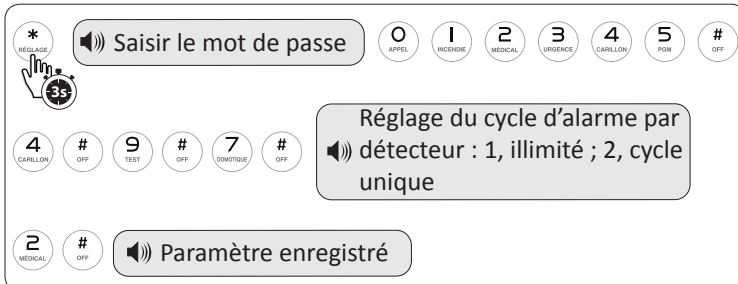 * RÉGLAGE 3s Saisir le mot de passe 0 APPEL 1 INCENDIE 2 MÉDICAL 3 URGENCE 4 CARILLON 5 PGM # OFF
4 CARILLON # OFF 9 TEST # OFF 7 DOMOTIQUE # OFF
Réglage du cycle d’alarme par
détecteur : 1, illimité ; 2, cycle
unique
2 MÉDICAL # OFF Paramètre enregistré